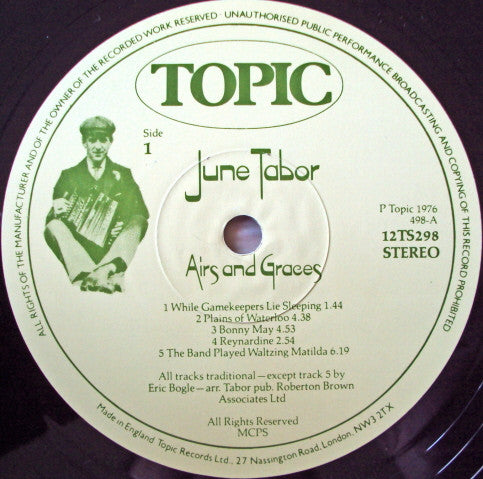 ALL RIGHTS OF THE MANUFACTURER AND OF THE OWNER OF THE RECORDED WORK RESERVED · UNAUTHORISED PUBLIC PERFORMANCE BROADCASTING AND COPYING OF THIS RECORD PROHIBITED
TOPIC
Side
1
June Tabor
P Topic 1976
498-A
12TS298
STEREO
Airs and Graces
1 While Gamekeepers Lie Sleeping 1.44
2 Plains of Waterloo 4.38
3 Bonny May 4.53
4 Reynardine 2.54
5 The Band Played Waltzing Matilda 6.19
All tracks traditional—except track 5 by
Eric Bogle—arr. Tabor pub. Roberton Brown
Associates Ltd
All Rights Reserved
MCPS
Made in England. Topic Records Ltd., 27 Nassington Road, London, NW3 2TX